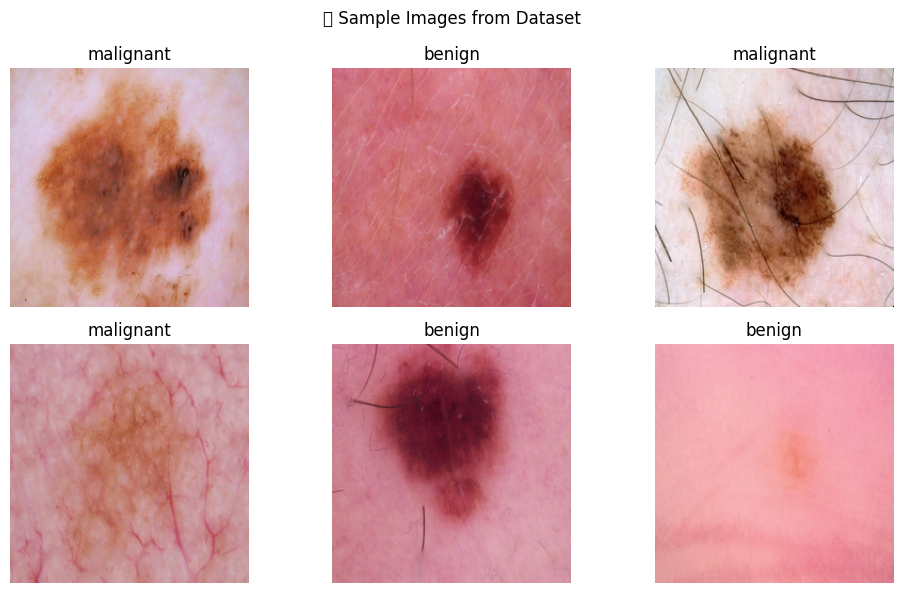 ▯ Sample Images from Dataset
malignant
benign
malignant
malignant
benign
benign